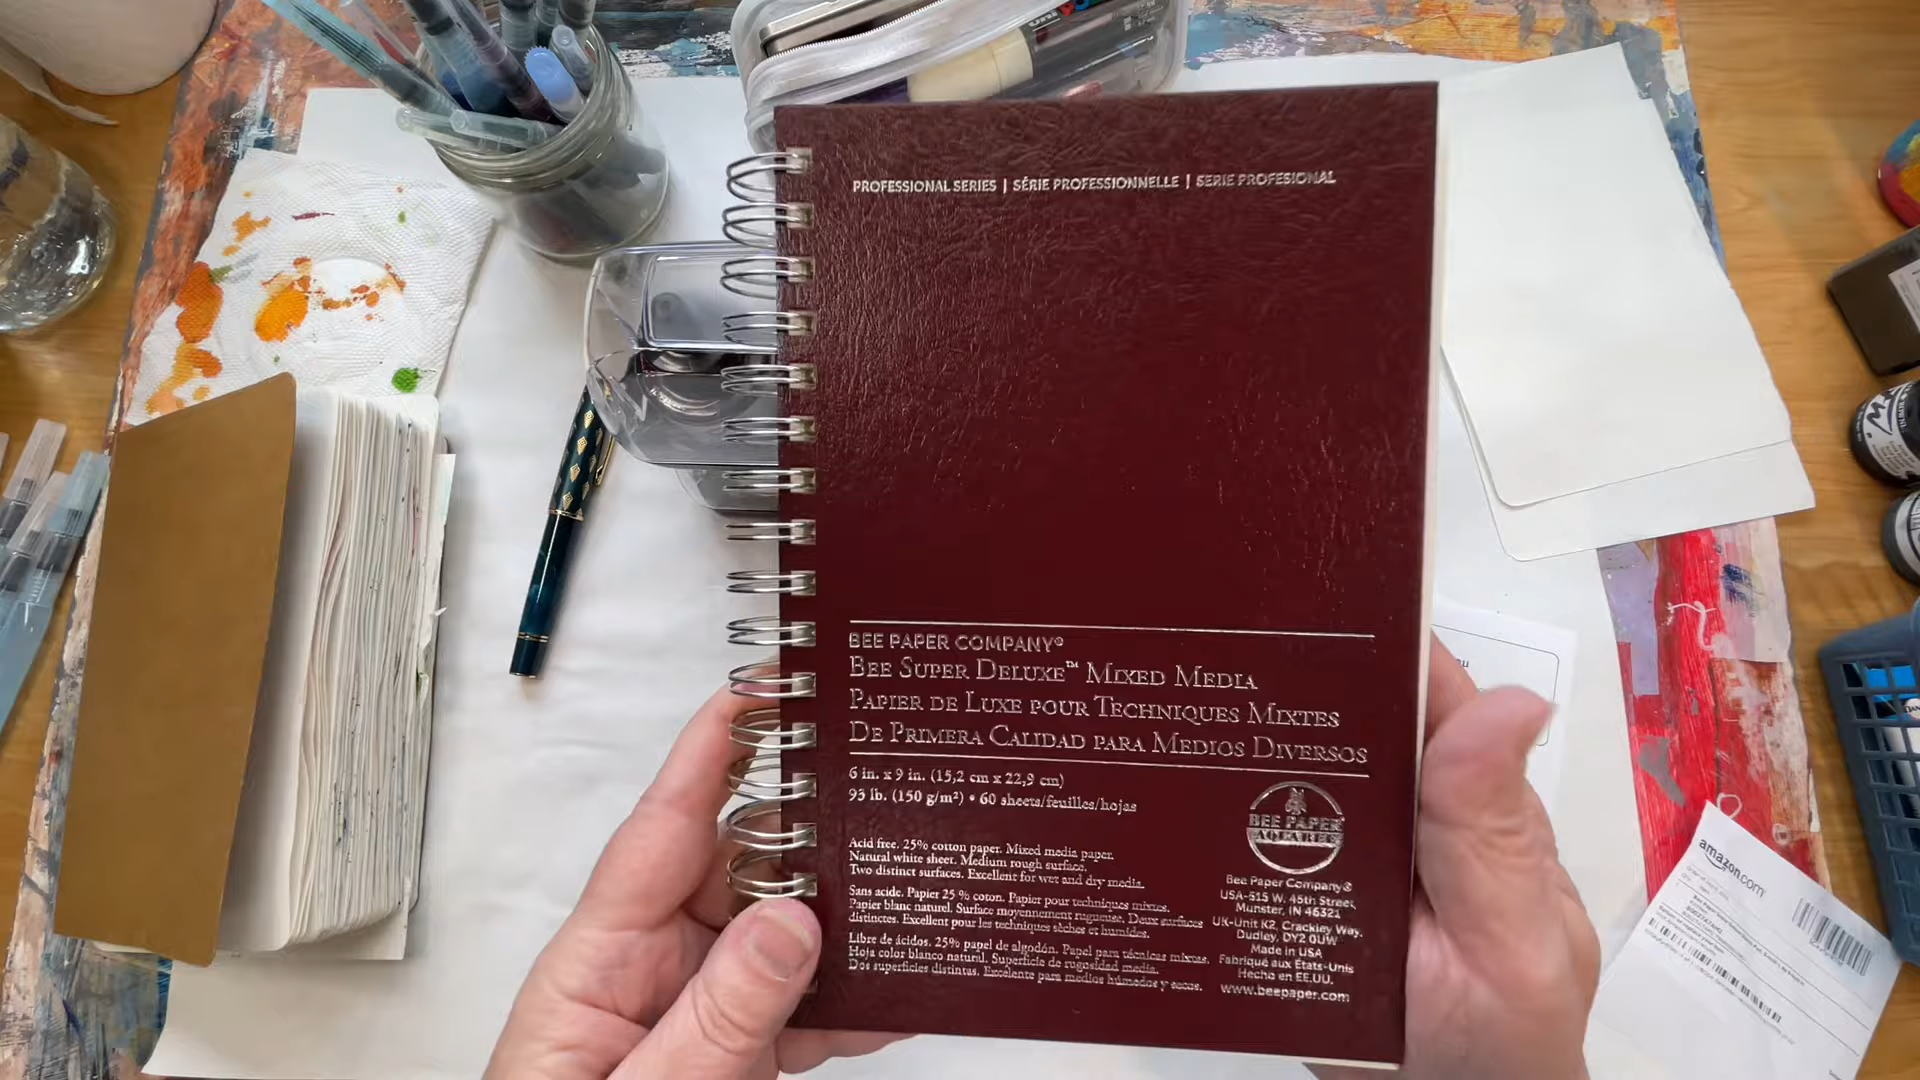 PROFESSIONAL SERIES | SÉRIE PROFESSIONNELLE | SERIE PROFESIONAL
BEE PAPER COMPANY®
BEE SUPER DELUXE™ MIXED MEDIA
PAPIER DE LUXE POUR TECHNIQUES MIXTES
DE PRIMERA CALIDAD PARA MEDIOS DIVERSOS
6 in. x 9 in. (15,2 cm x 22,9 cm)
93 lb. (150 g/m²) • 60 sheets/feuilles/hojas
Acid free. 25% cotton paper. Mixed media paper.
Natural white sheet. Medium rough surface.
Two distinct surfaces. Excellent for wet and dry media.
Sans acide. Papier 25 % coton. Papier pour techniques mixtes.
Papier blanc naturel. Surface moyennement rugueuse. Deux surfaces
distinctes. Excellent pour les techniques sèches et humides.
Libre de ácidos. 25% papel de algodón. Papel para técnicas mixtas.
Hoja color blanco natural. Superficie de rugosidad media.
Dos superficies distintas. Excelente para medios húmedos y secos.
BEE PAPER
AQUABEE
Bee Paper Company®
USA-515 W. 45th Street,
Munster, IN 46321
UK-Unit K2, Crackley Way,
Dudley, DY2 0UW
Made in USA
Fabriqué aux États-Unis
Hecho en EE.UU.
www.beepaper.com
amazon.com